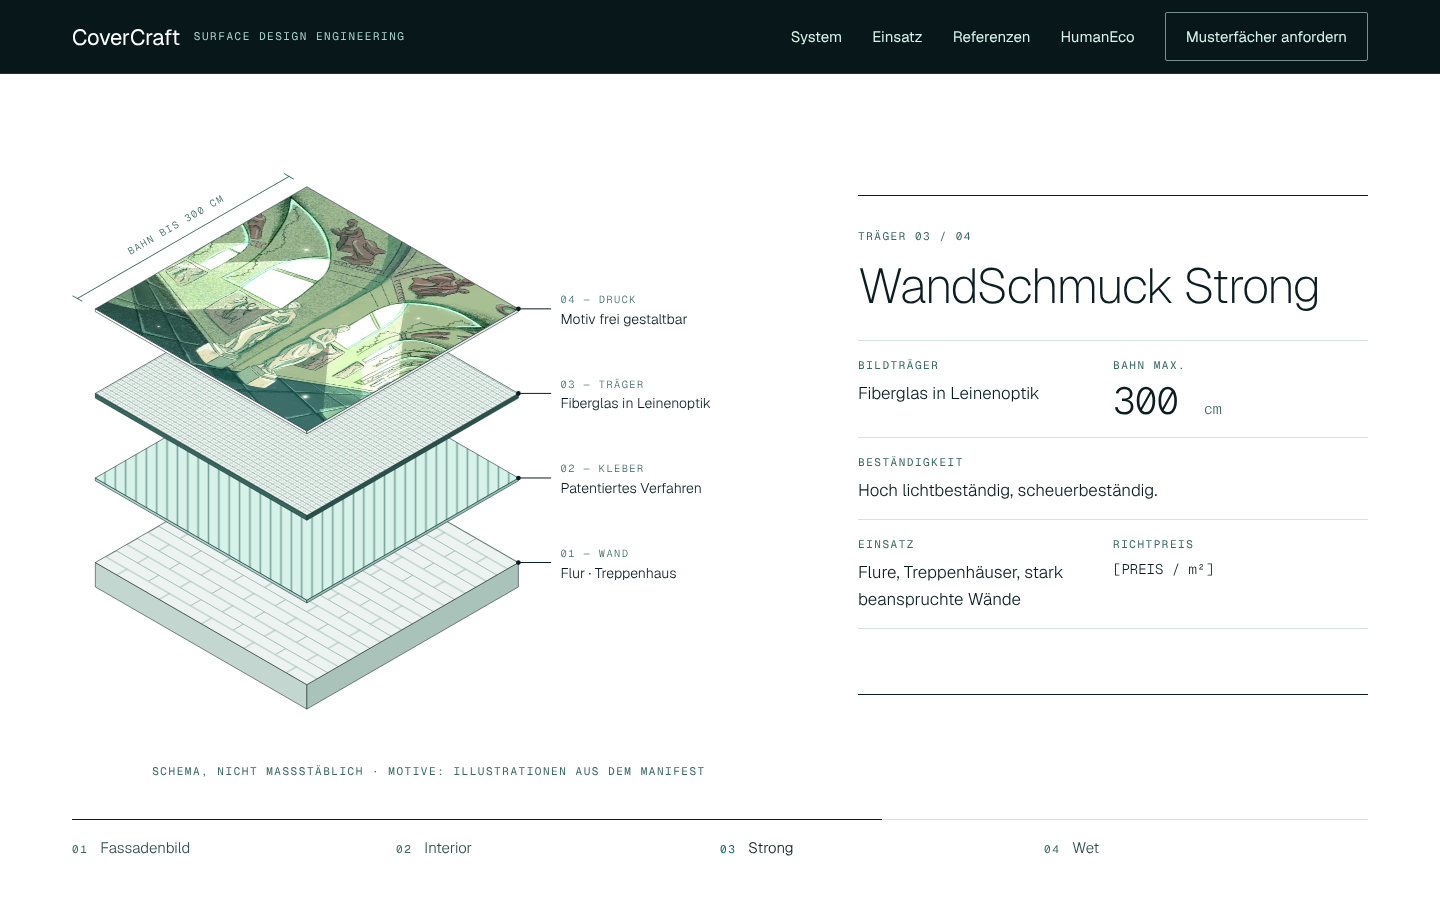 CoverCraft SURFACE DESIGN ENGINEERING
System Einsatz Referenzen HumanEco Musterfächer anfordern
BAHN BIS 300 CM
04 — DRUCK
Motiv frei gestaltbar
03 — TRÄGER
Fiberglas in Leinenoptik
02 — KLEBER
Patentiertes Verfahren
01 — WAND
Flur · Treppenhaus
SCHEMA, NICHT MASSSTÄBLICH · MOTIVE: ILLUSTRATIONEN AUS DEM MANIFEST
TRÄGER 03 / 04
WandSchmuck Strong
BILDTRÄGER
Fiberglas in Leinenoptik
BAHN MAX.
300 cm
BESTÄNDIGKEIT
Hoch lichtbeständig, scheuerbeständig.
EINSATZ
Flure, Treppenhäuser, stark
beanspruchte Wände
RICHTPREIS
[PREIS / m²]
01 Fassadenbild
02 Interior
03 Strong
04 Wet